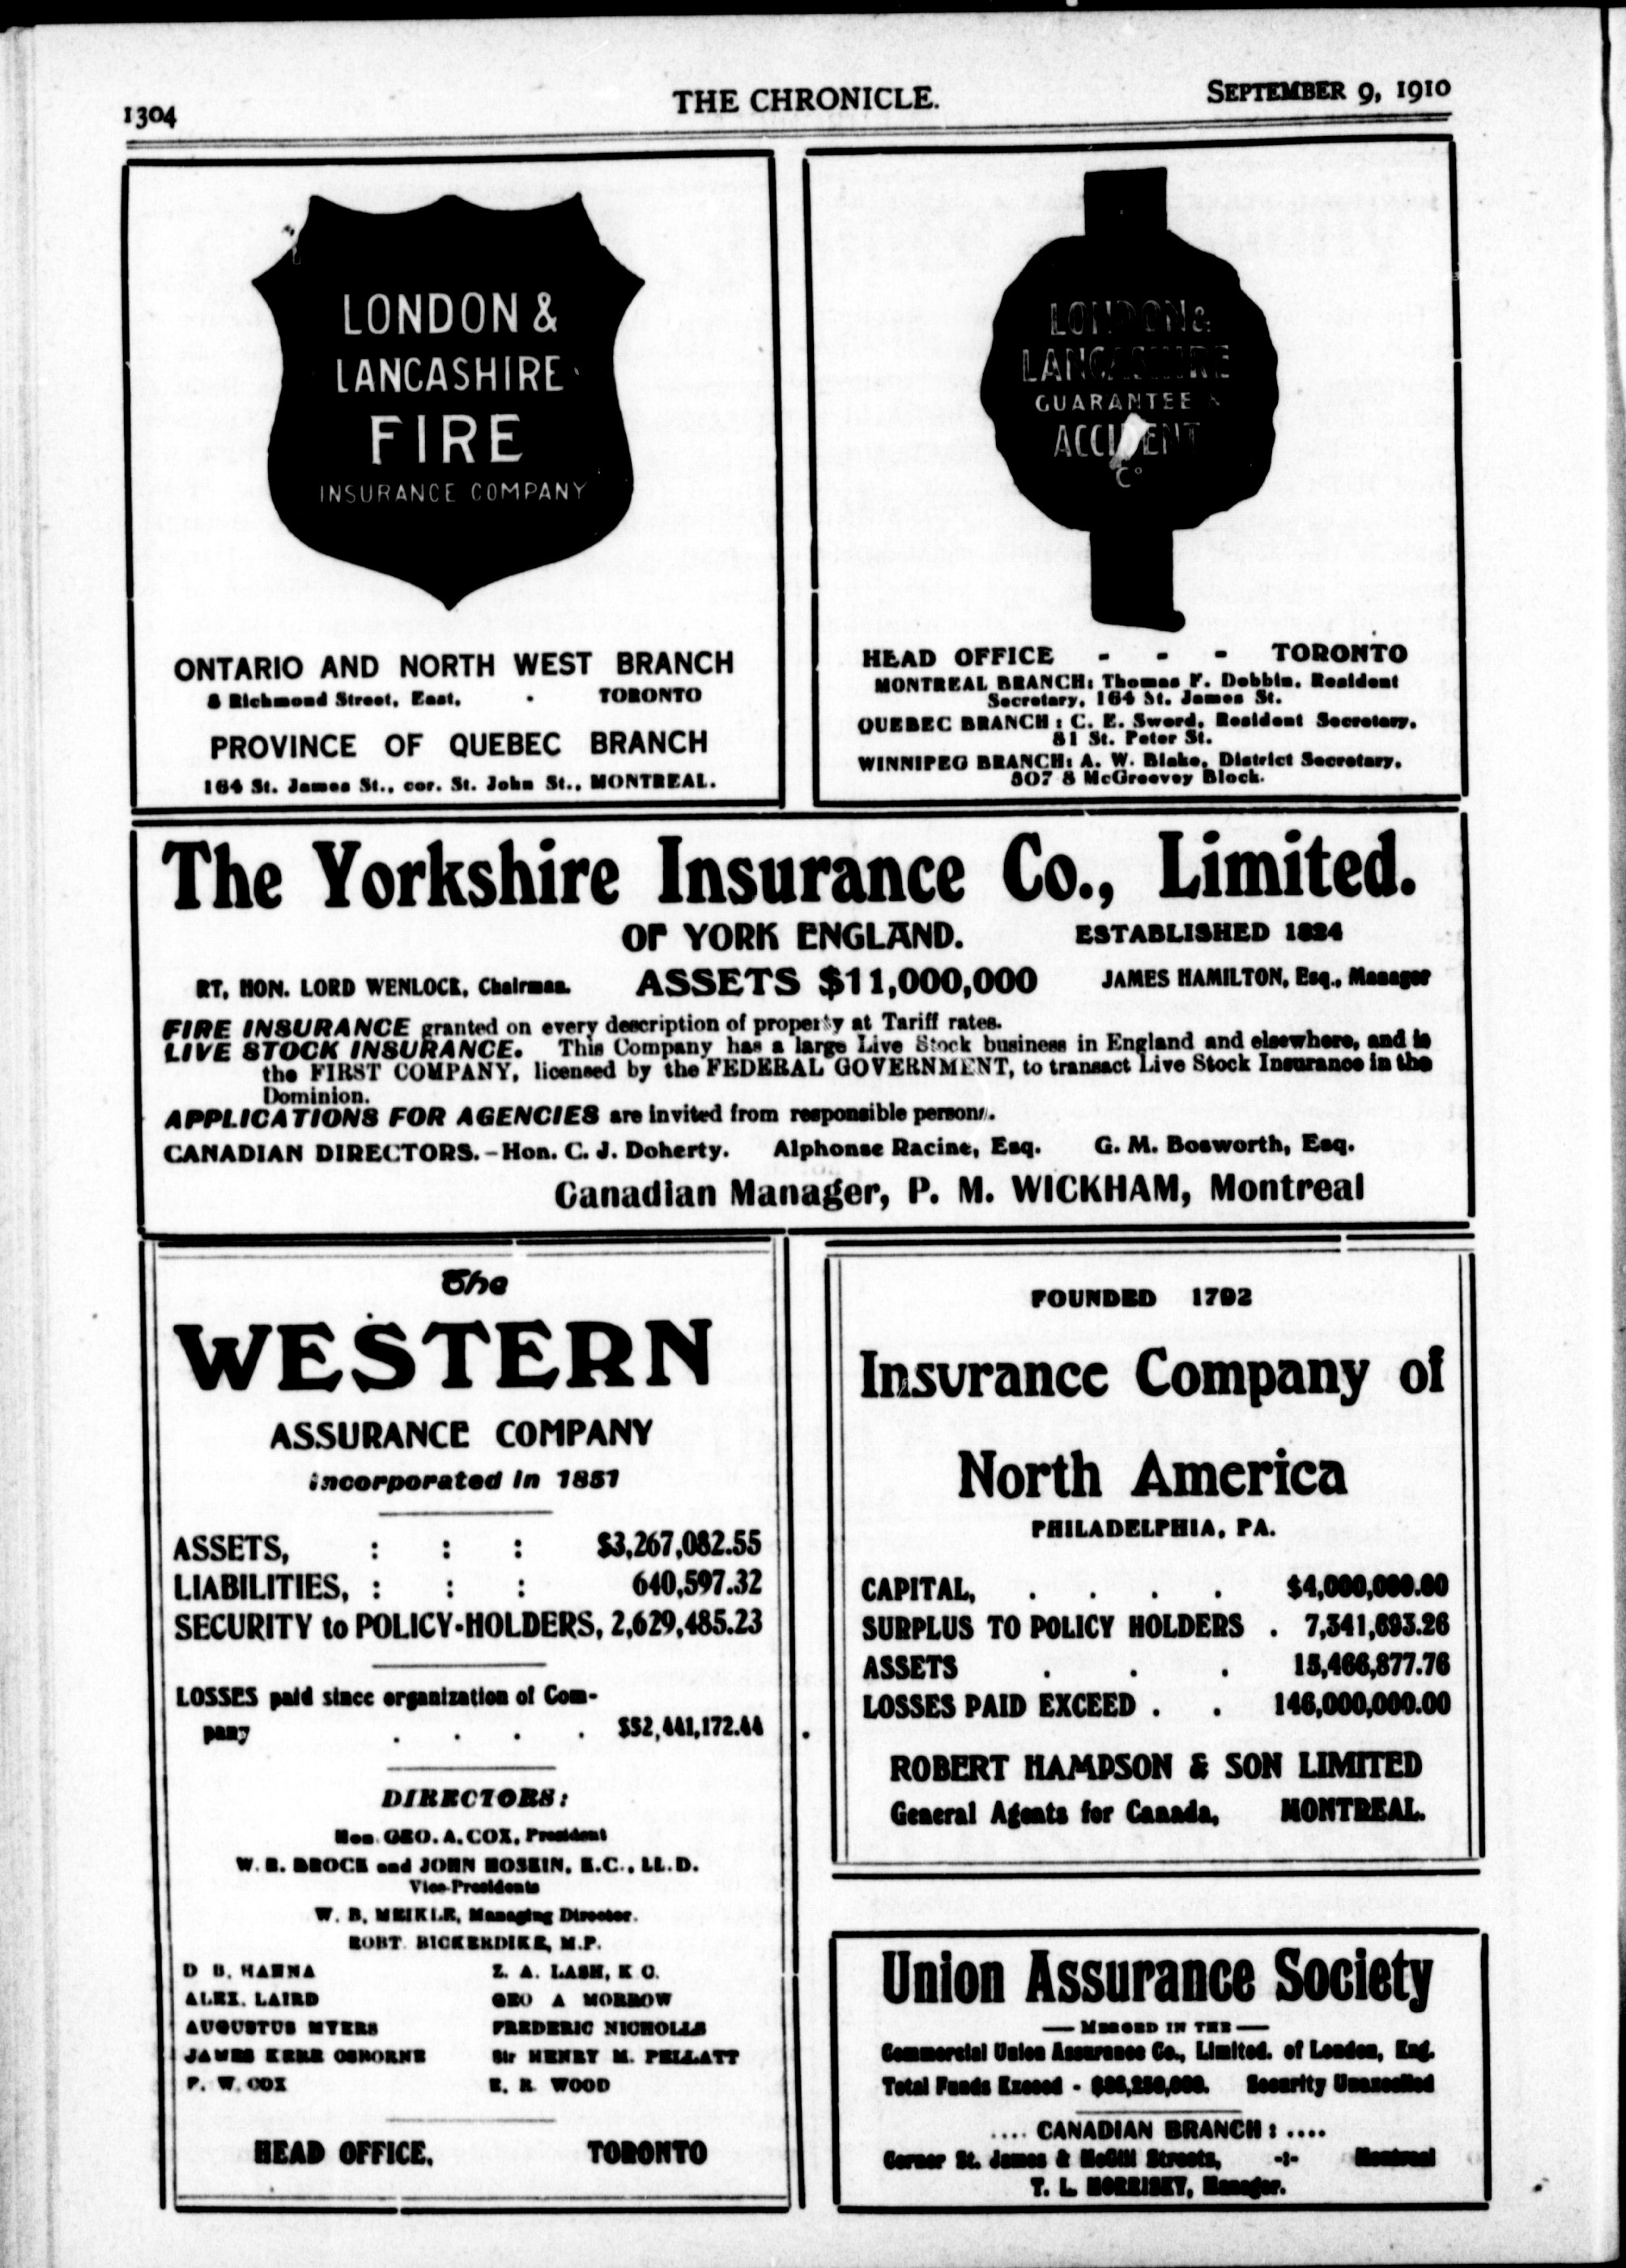 1304
THE CHRONICLE.
SEPTEMBER 9, 1910
LONDON &
LANCASHIRE
FIRE
INSURANCE COMPANY
ONTARIO AND NORTH WEST BRANCH
8 Richmond Street, East, - TORONTO
PROVINCE OF QUEBEC BRANCH
164 St. James St., cor. St. John St., MONTREAL.
LONDON &
LANCASHIRE
GUARANTEE &
ACCIDENT
Co
HEAD OFFICE - - - TORONTO
MONTREAL BRANCH: Thomas F. Dobbin, Resident
Secretary, 164 St. James St.
QUEBEC BRANCH: C. E. Sword, Resident Secretary,
81 St. Peter St.
WINNIPEG BRANCH: A. W. Blake, District Secretary,
507 8 McGreevey Block.
The Yorkshire Insurance Co., Limited.
OF YORK ENGLAND. ESTABLISHED 1824
RT. HON. LORD WENLOCK, Chairman. ASSETS $11,000,000 JAMES HAMILTON, Esq., Manager
FIRE INSURANCE granted on every description of property at Tariff rates.
LIVE STOCK INSURANCE. This Company has a large Live Stock business in England and elsewhere, and is
the FIRST COMPANY, licensed by the FEDERAL GOVERNMENT, to transact Live Stock Insurance in the
Dominion.
APPLICATIONS FOR AGENCIES are invited from responsible persons.
CANADIAN DIRECTORS.-Hon. C. J. Doherty. Alphonse Racine, Esq. G. M. Bosworth, Esq.
Canadian Manager, P. M. WICKHAM, Montreal
The
WESTERN
ASSURANCE COMPANY
incorporated in 1851
ASSETS, : : : $3,267,082.55
LIABILITIES, : : : 640,597.32
SECURITY to POLICY-HOLDERS, 2,629,485.23
LOSSES paid since organization of Com-
pany . . . . $52,441,172.44
DIRECTORS:
Hon. GEO. A. COX, President
W. R. BROCK and JOHN HOSKIN, K.C., LL.D.
Vice-Presidents
W. B. MEIKLE, Managing Director.
ROBT. BICKERDIKE, M.P.
D B. HANNA Z. A. LASH, K C.
ALEX. LAIRD GEO A MORROW
AUGUSTUS MYERS FREDERIC NICHOLLS
JAMES KERR OSBORNE Sir HENRY M. PELLATT
P. W. COX E. R. WOOD
HEAD OFFICE, TORONTO
FOUNDED 1792
Insurance Company of
North America
PHILADELPHIA, PA.
CAPITAL, . . . . $4,000,000.00
SURPLUS TO POLICY HOLDERS . 7,341,693.26
ASSETS . . . 15,466,877.76
LOSSES PAID EXCEED . . 146,000,000.00
ROBERT HAMPSON & SON LIMITED
General Agents for Canada, MONTREAL.
Union Assurance Society
— MERGED IN THE —
Commercial Union Assurance Co., Limited. of London, Eng.
Total Funds Exceed - Security Unexcelled
.... CANADIAN BRANCH: ....
Corner St. James & McGill Streets, -:- Montreal
T. L. MORRISEY, Manager.